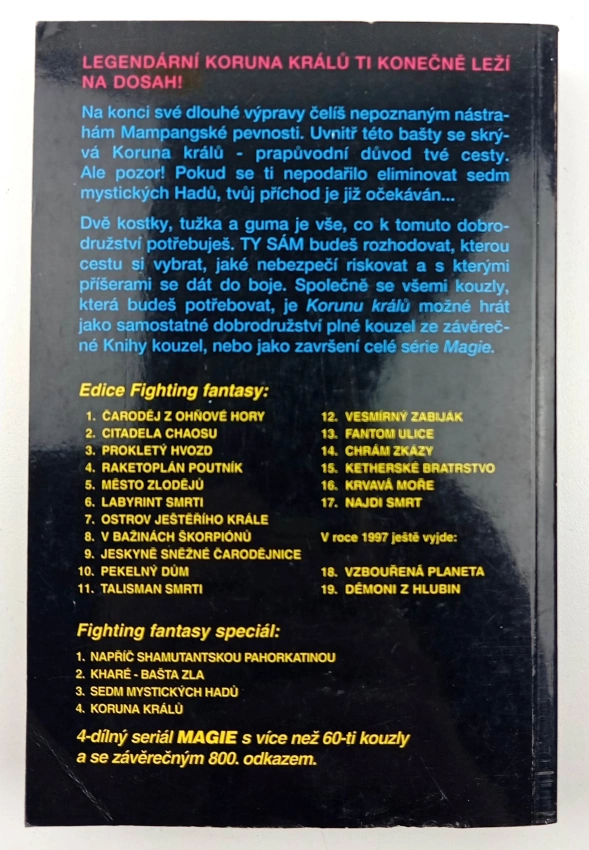 LEGENDÁRNÍ KORUNA KRÁLŮ TI KONEČNĚ LEŽÍ
NA DOSAH!
Na konci své dlouhé výpravy čelíš nepoznaným nástra-
hám Mampangské pevnosti. Uvnitř této bašty se skrý-
vá Koruna králů - prapůvodní důvod tvé cesty.
Ale pozor! Pokud se ti nepodařilo eliminovat sedm
mystických Hadů, tvůj příchod je již očekáván...
Dvě kostky, tužka a guma je vše, co k tomuto dobro-
družství potřebuješ. TY SÁM budeš rozhodovat, kterou
cestu si vybrat, jaké nebezpečí riskovat a s kterými
příšerami se dát do boje. Společně se všemi kouzly,
která budeš potřebovat, je Korunu králů možné hrát
jako samostatné dobrodružství plné kouzel ze závěreč-
né Knihy kouzel, nebo jako završení celé série Magie.
Edice Fighting fantasy:
1. ČARODĚJ Z OHŇOVÉ HORY
2. CITADELA CHAOSU
3. PROKLETÝ HVOZD
4. RAKETOPLÁN POUTNÍK
5. MĚSTO ZLODĚJŮ
6. LABYRINT SMRTI
7. OSTROV JEŠTĚŘÍHO KRÁLE
8. V BAŽINÁCH ŠKORPIÓNŮ
9. JESKYNĚ SNĚŽNÉ ČARODĚJNICE
10. PEKELNÝ DŮM
11. TALISMAN SMRTI
12. VESMÍRNÝ ZABIJÁK
13. FANTOM ULICE
14. CHRÁM ZKÁZY
15. KETHERSKÉ BRATRSTVO
16. KRVAVÁ MOŘE
17. NAJDI SMRT
V roce 1997 ještě vyjde:
18. VZBOUŘENÁ PLANETA
19. DÉMONI Z HLUBIN
Fighting fantasy speciál:
1. NAPŘÍČ SHAMUTANTSKOU PAHORKATINOU
2. KHARÉ - BAŠTA ZLA
3. SEDM MYSTICKÝCH HADŮ
4. KORUNA KRÁLŮ
4-dílný seriál MAGIE s více než 60-ti kouzly
a se závěrečným 800. odkazem.